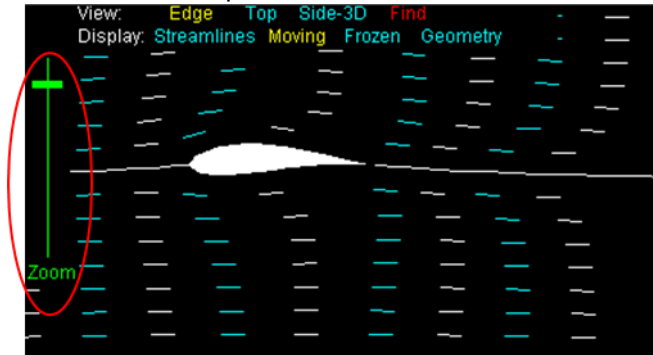 View: Edge Top Side-3D Find
Display: Streamlines Moving Frozen Geometry
Zoom